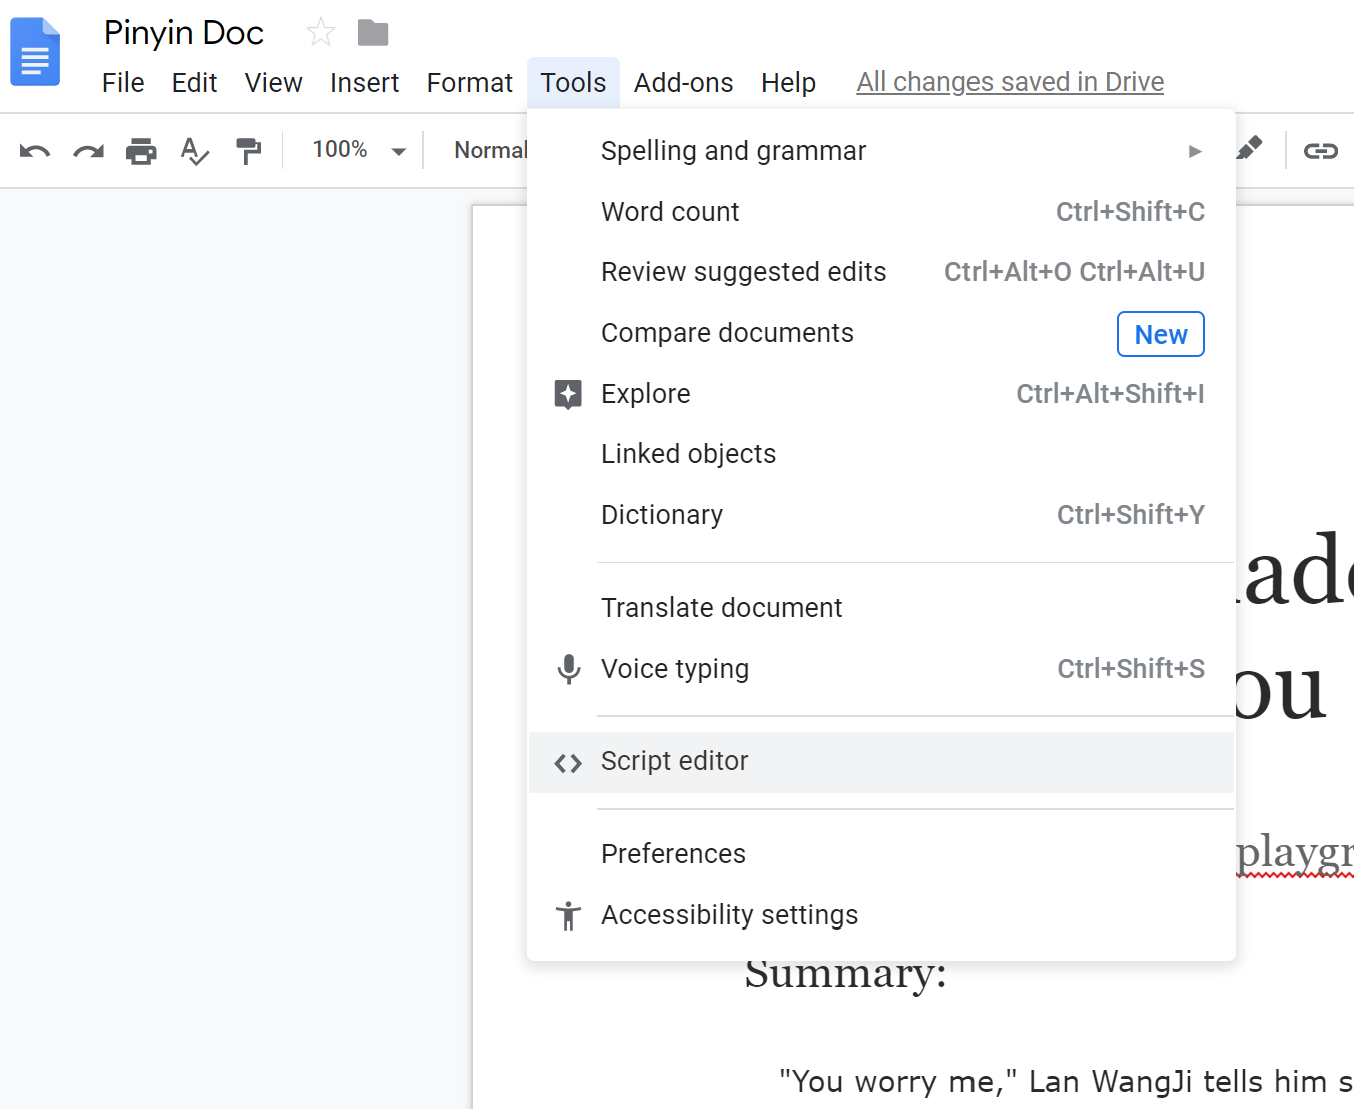 Pinyin Doc
File Edit View Insert Format Tools Add-ons Help All changes saved in Drive
100% Normal
Spelling and grammar
Word count Ctrl+Shift+C
Review suggested edits Ctrl+Alt+O Ctrl+Alt+U
Compare documents New
Explore Ctrl+Alt+Shift+I
Linked objects
Dictionary Ctrl+Shift+Y
Translate document
Voice typing Ctrl+Shift+S
Script editor
Preferences
Accessibility settings
ou
playgr
Summary:
"You worry me," Lan WangJi tells him s